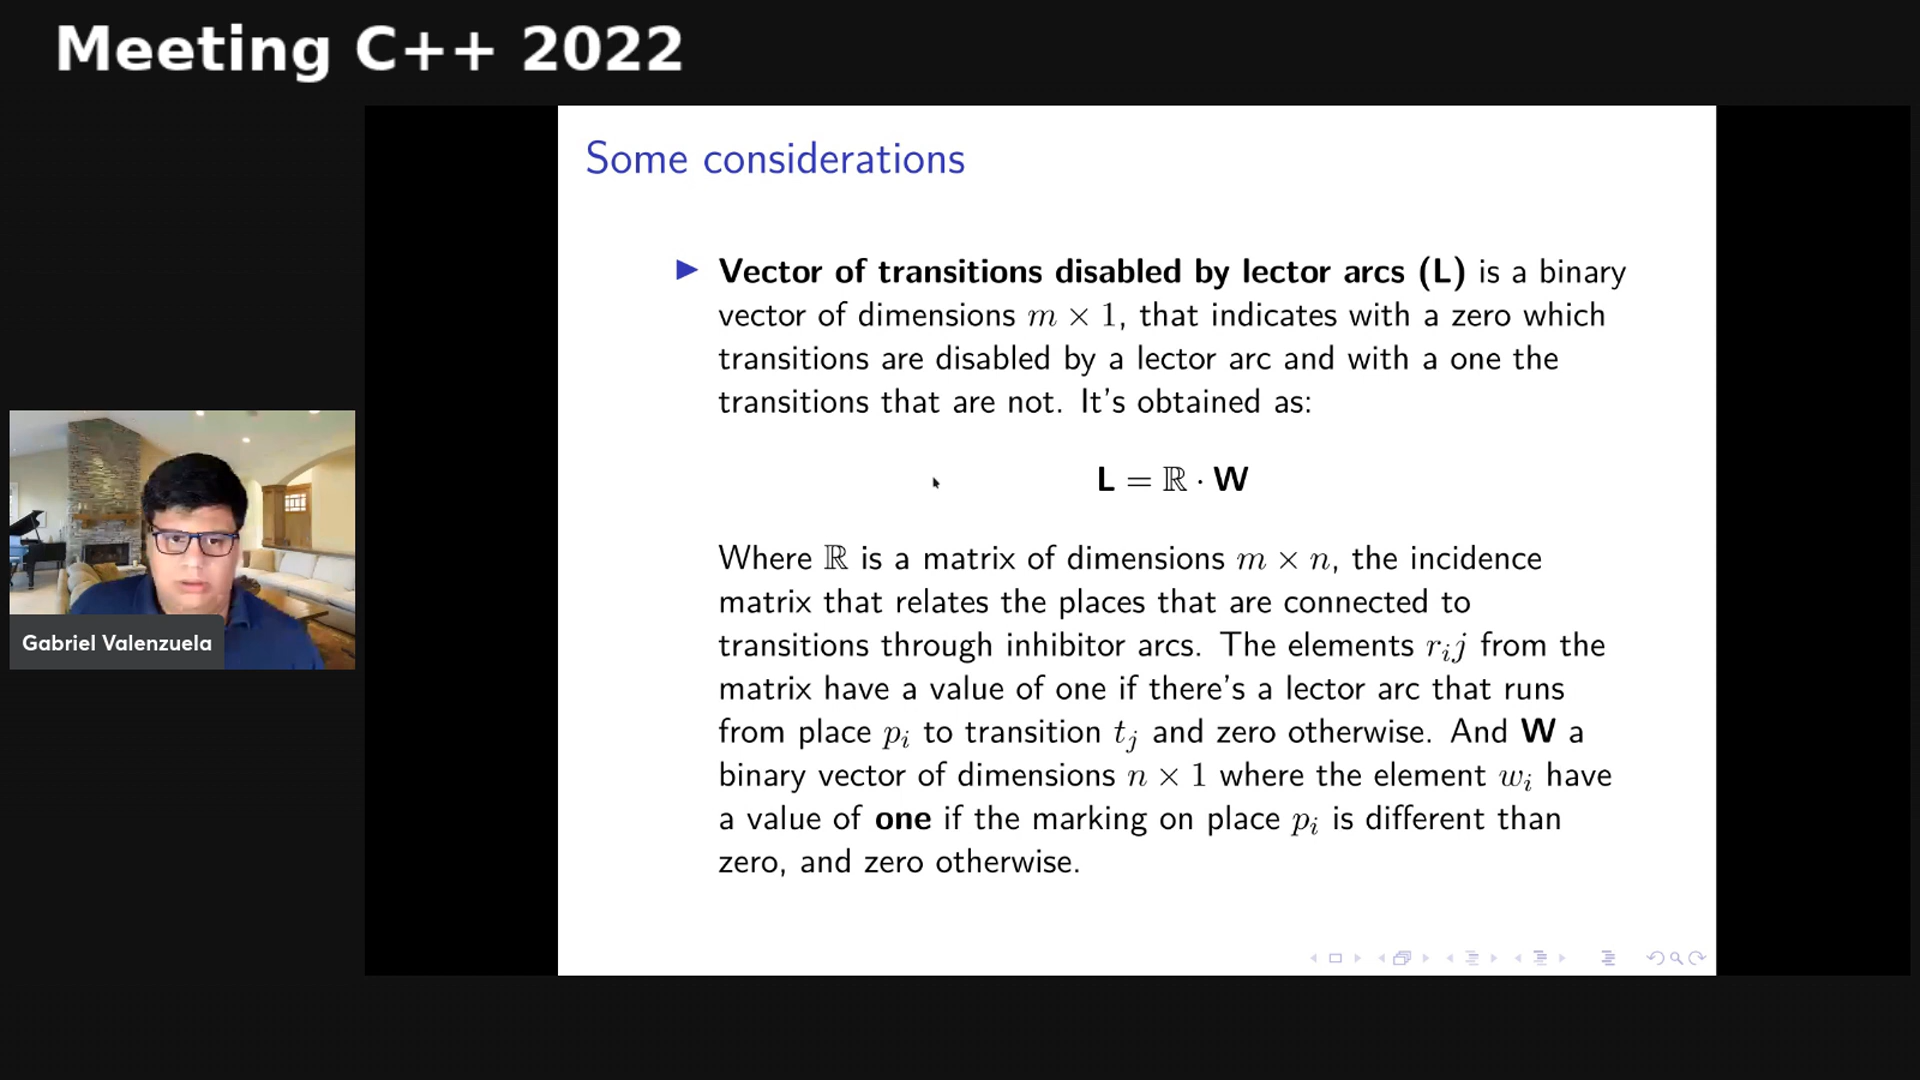 Meeting C++ 2022
Some considerations
▶ Vector of transitions disabled by lector arcs (L) is a binary
vector of dimensions m × 1, that indicates with a zero which
transitions are disabled by a lector arc and with a one the
transitions that are not. It's obtained as:
L = ℝ · W
Where ℝ is a matrix of dimensions m × n, the incidence
matrix that relates the places that are connected to
transitions through inhibitor arcs. The elements rᵢj from the
matrix have a value of one if there's a lector arc that runs
from place pᵢ to transition tⱼ and zero otherwise. And W a
binary vector of dimensions n × 1 where the element wᵢ have
a value of one if the marking on place pᵢ is different than
zero, and zero otherwise.
Gabriel Valenzuela